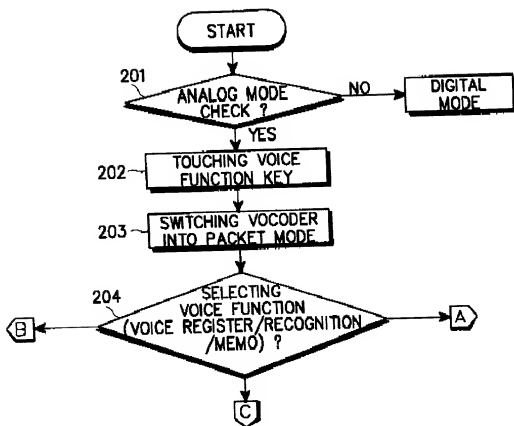 START
201
ANALOG MODE
CHECK ?
NO
DIGITAL
MODE
YES
202
TOUCHING VOICE
FUNCTION KEY
203
SWITCHING VOCODER
INTO PACKET MODE
204
SELECTING
VOICE FUNCTION
(VOICE REGISTER/RECOGNITION
/MEMO) ?
B
A
C